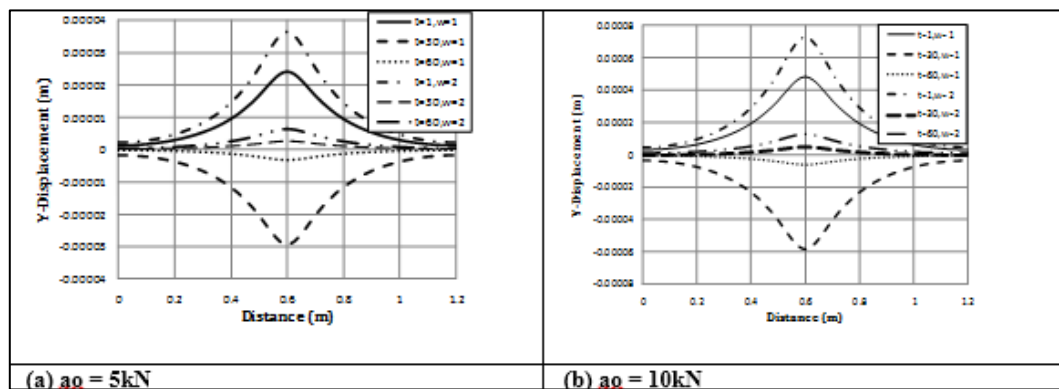 0.00004
0.00003
0.00002
0.00001
0
-0.00001
-0.00002
-0.00003
-0.00004
Y-Displacement (m)
t=1,w=1
t=30,w=1
t=60,w=1
t=1,w=2
t=30,w=2
t=60,w=2
0 0.2 0.4 0.6 0.8 1 1.2
Distance (m)
(a) ao = 5kN
0.00008
0.00006
0.00004
0.00002
0
-0.00002
-0.00004
-0.00006
-0.00008
Y-Displacement (m)
t-1,w-1
t-30,w-1
t-60,w-1
t-1,w-2
t-30,w-2
t-60,w-2
0 0.2 0.4 0.6 0.8 1 1.2
Distance (m)
(b) ao = 10kN